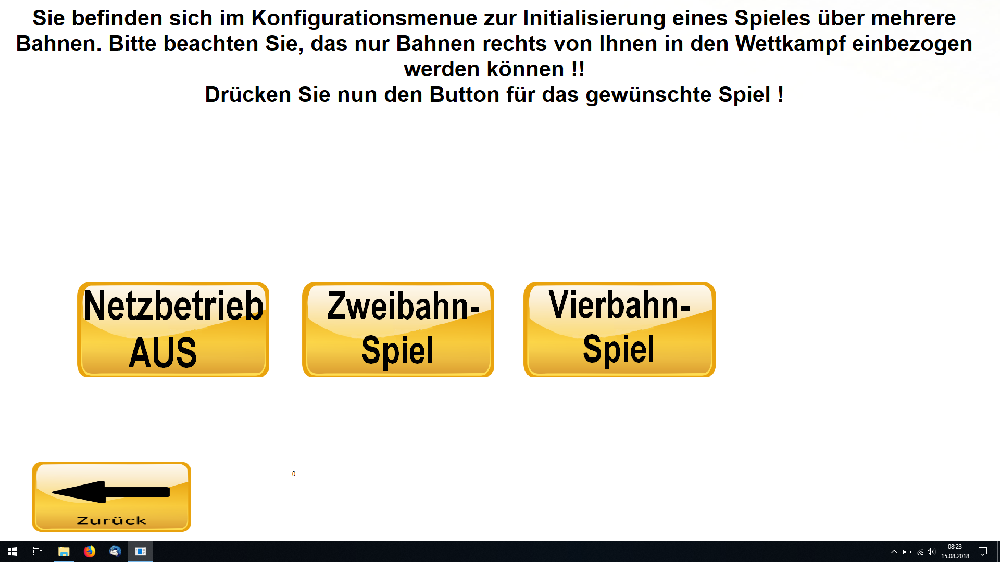 Sie befinden sich im Konfigurationsmenue zur Initialisierung eines Spieles über mehrere
Bahnen. Bitte beachten Sie, das nur Bahnen rechts von Ihnen in den Wettkampf einbezogen
werden können !!
Drücken Sie nun den Button für das gewünschte Spiel !
Netzbetrieb
AUS
Zweibahn-
Spiel
Vierbahn-
Spiel
Zurück
0
08:23
15.08.2018